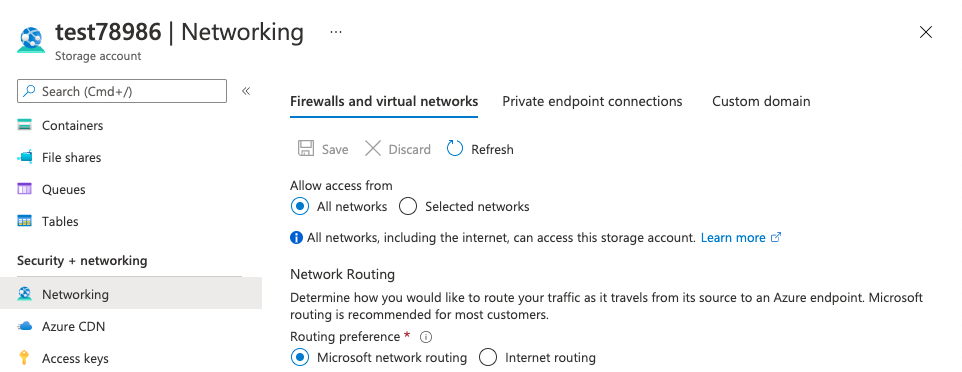 test78986 | Networking ...
Storage account
Search (Cmd+/)
«
Containers
File shares
Queues
Tables
Security + networking
Networking
Azure CDN
Access keys
Firewalls and virtual networks Private endpoint connections Custom domain
Save Discard Refresh
Allow access from
All networks Selected networks
All networks, including the internet, can access this storage account. Learn more
Network Routing
Determine how you would like to route your traffic as it travels from its source to an Azure endpoint. Microsoft
routing is recommended for most customers.
Routing preference *
Microsoft network routing Internet routing